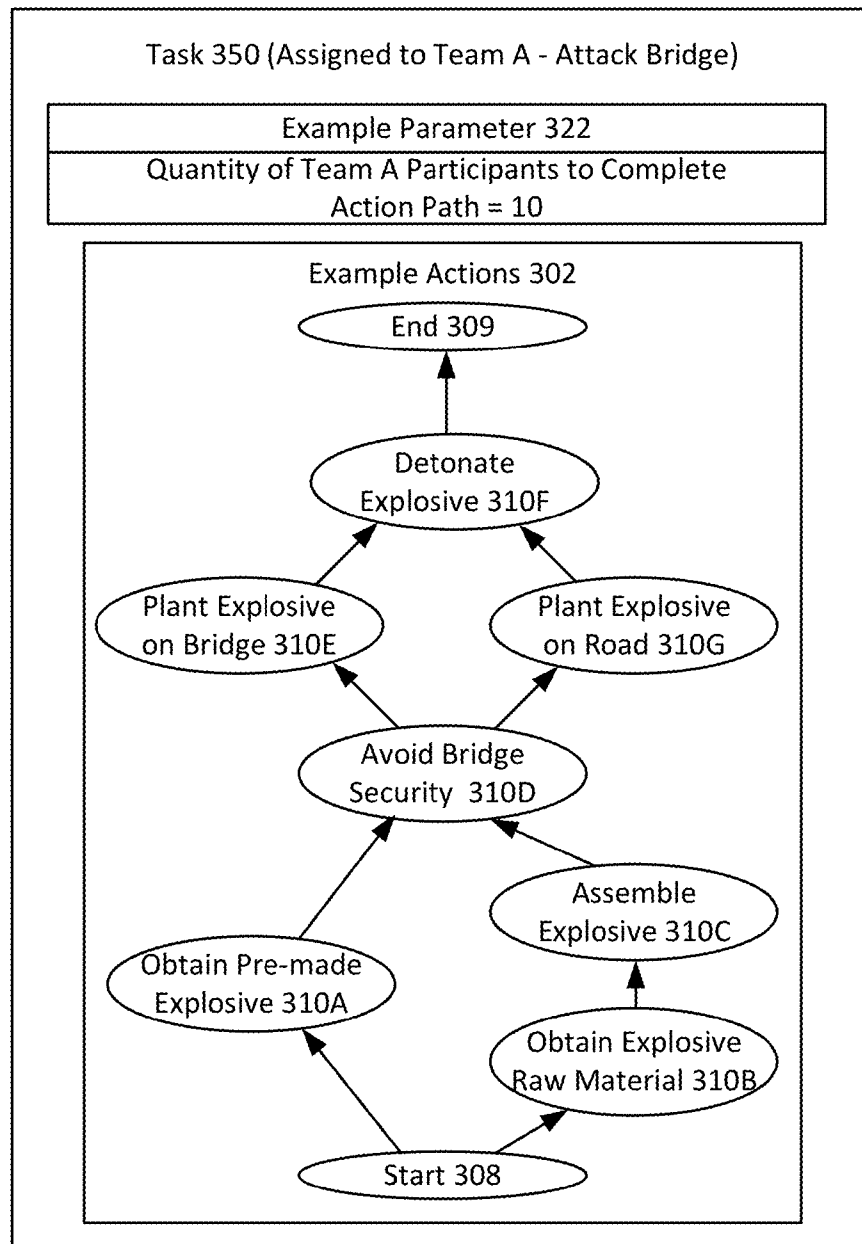 Task 350 (Assigned to Team A - Attack Bridge)
Example Parameter 322
Quantity of Team A Participants to Complete
Action Path = 10
Example Actions 302
End 309
Detonate
Explosive 310F
Plant Explosive
on Bridge 310E
Plant Explosive
on Road 310G
Avoid Bridge
Security 310D
Assemble
Explosive 310C
Obtain Pre-made
Explosive 310A
Obtain Explosive
Raw Material 310B
Start 308